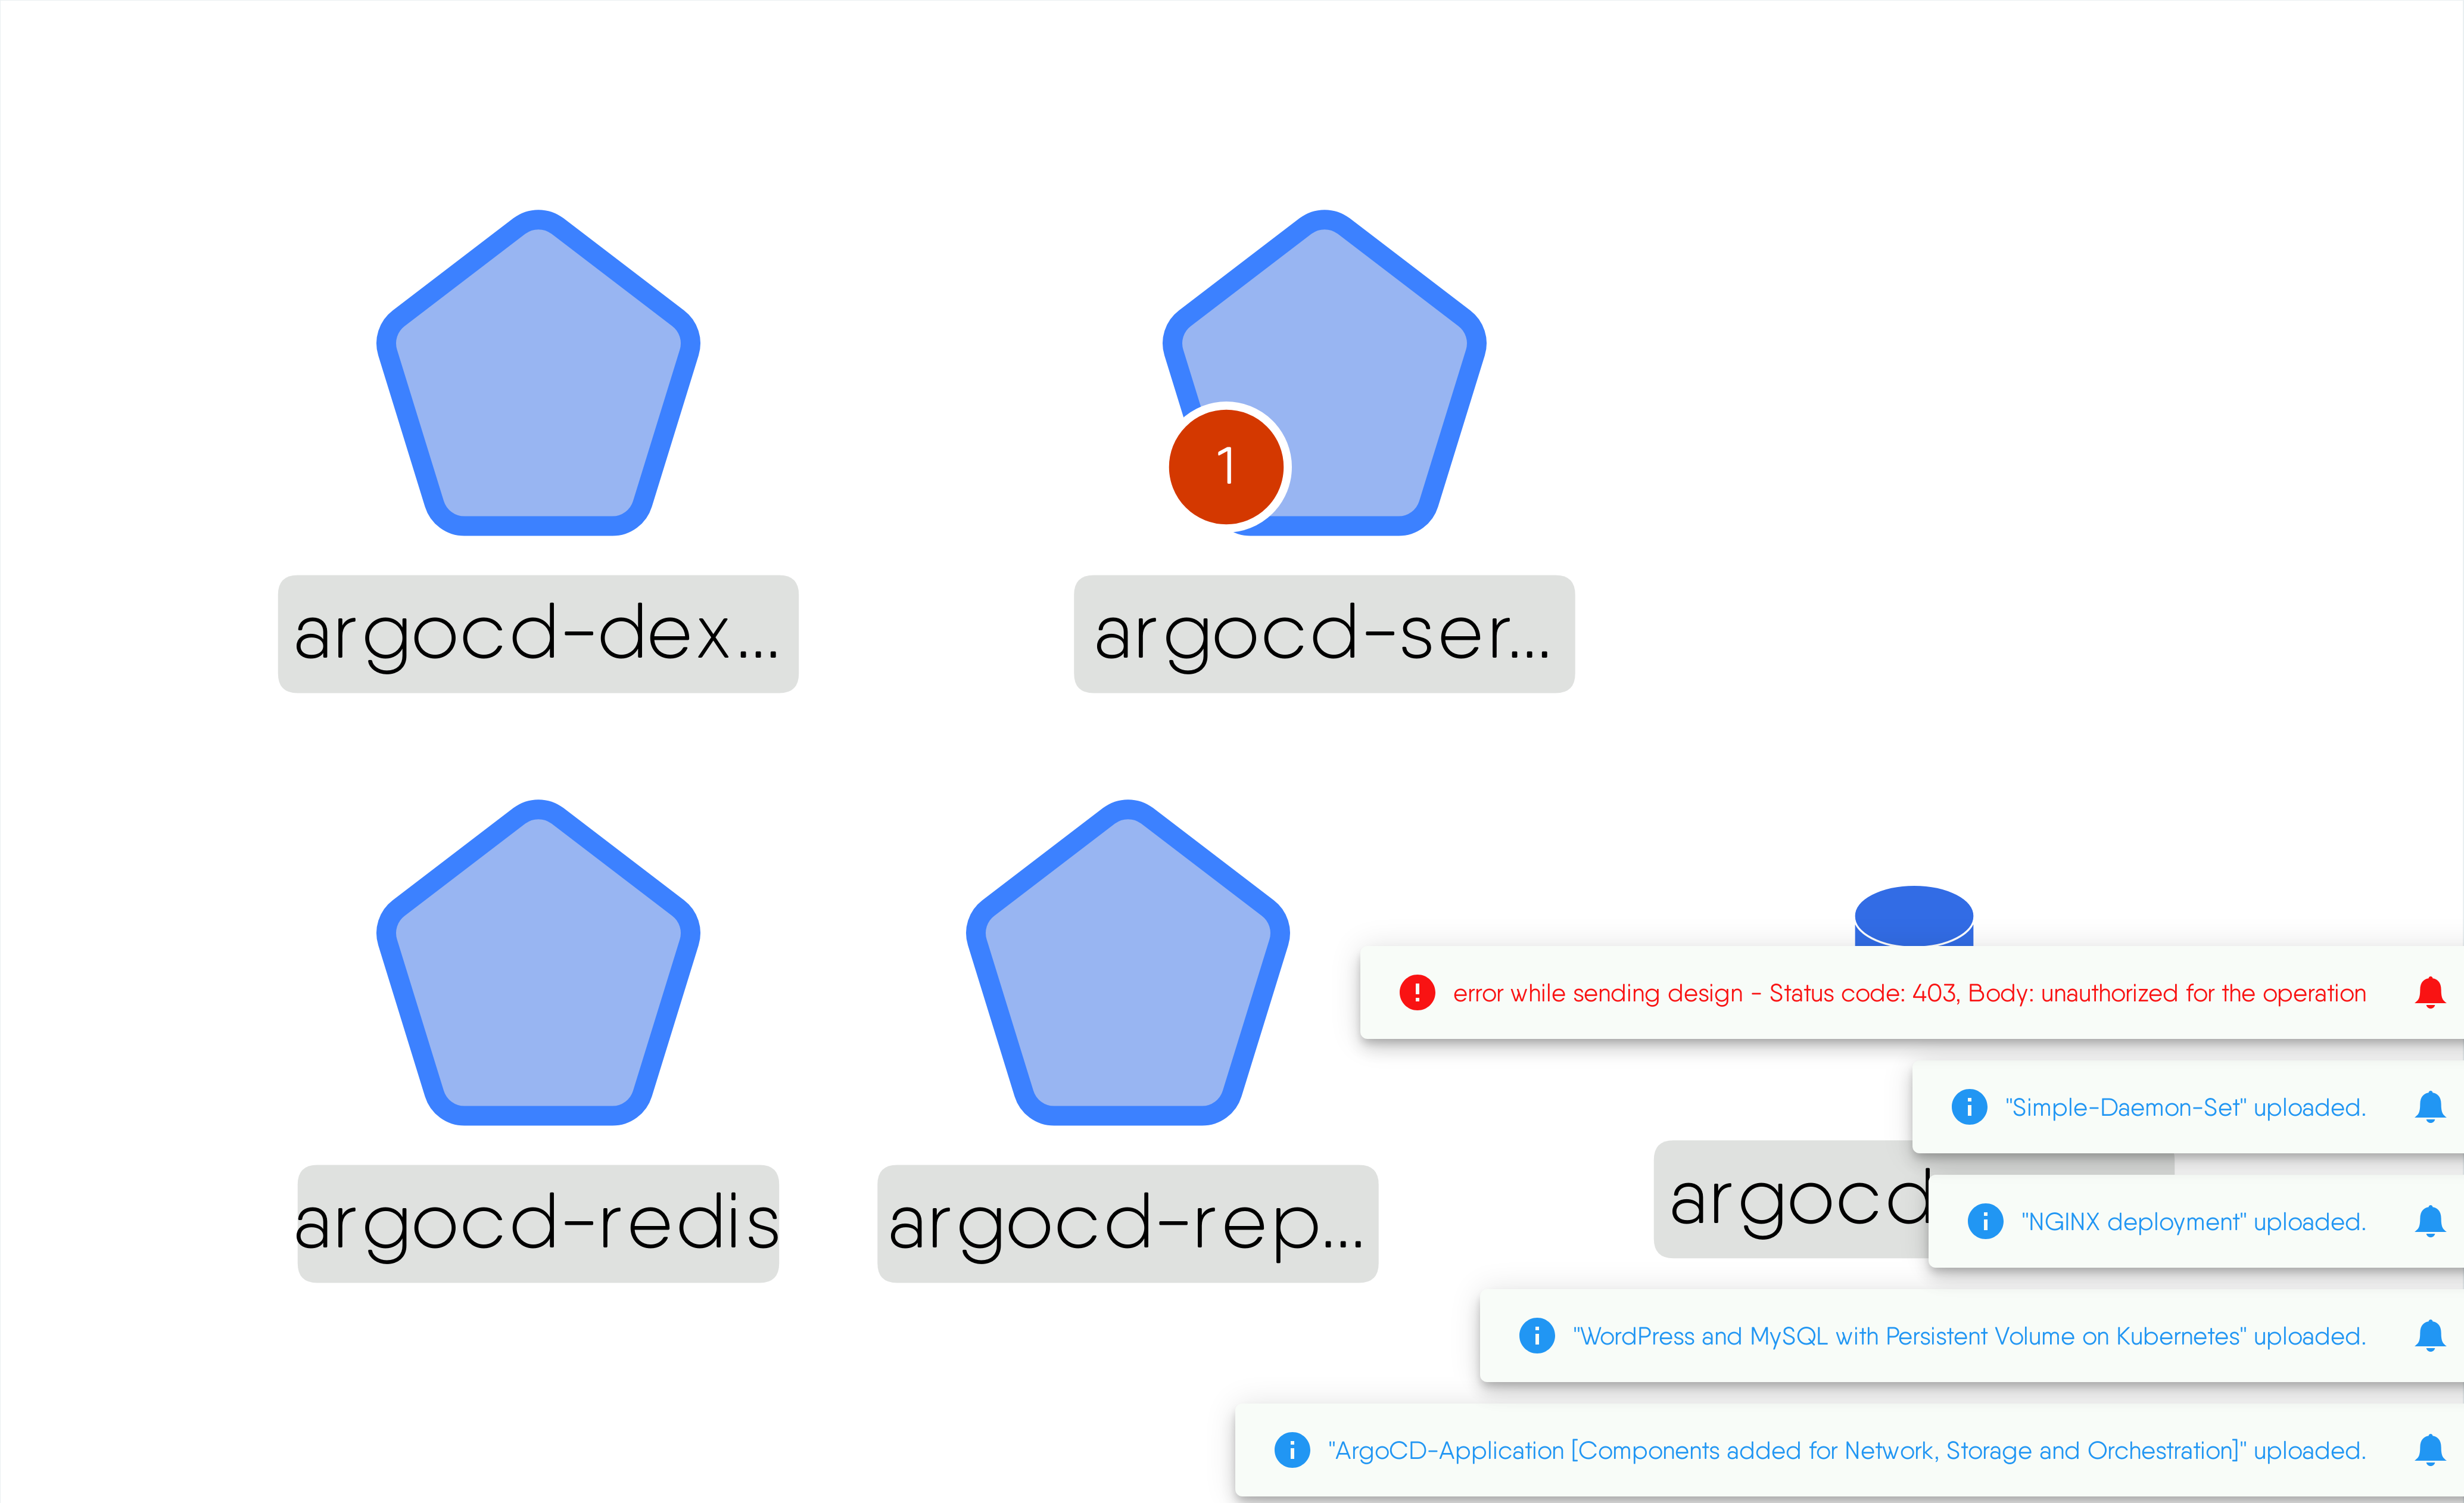 1
argocd-dex...
argocd-ser...
argocd-redis
argocd-rep...
argocd
error while sending design - Status code: 403, Body: unauthorized for the operation
"Simple-Daemon-Set" uploaded.
"NGINX deployment" uploaded.
"WordPress and MySQL with Persistent Volume on Kubernetes" uploaded.
"ArgoCD-Application [Components added for Network, Storage and Orchestration]" uploaded.